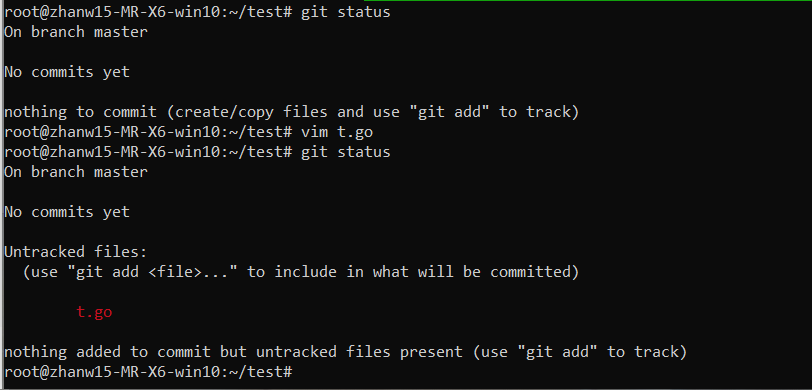 root@zhanw15-MR-X6-win10:~/test# git status
On branch master
No commits yet
nothing to commit (create/copy files and use "git add" to track)
root@zhanw15-MR-X6-win10:~/test# vim t.go
root@zhanw15-MR-X6-win10:~/test# git status
On branch master
No commits yet
Untracked files:
  (use "git add <file>..." to include in what will be committed)
        t.go
nothing added to commit but untracked files present (use "git add" to track)
root@zhanw15-MR-X6-win10:~/test#